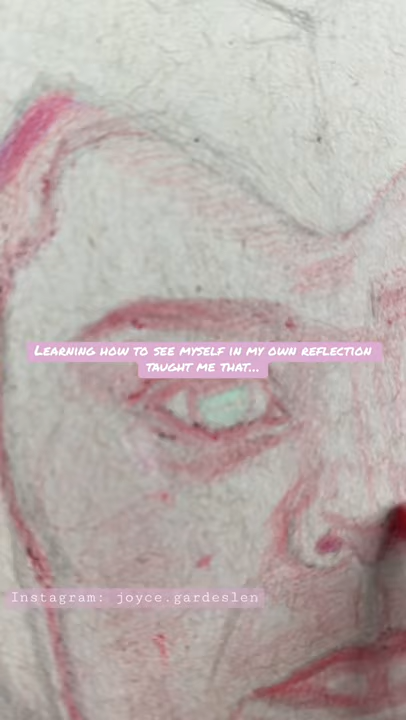 Learning how to see myself in my own reflection
taught me that...
Instagram: joyce.gardeslen